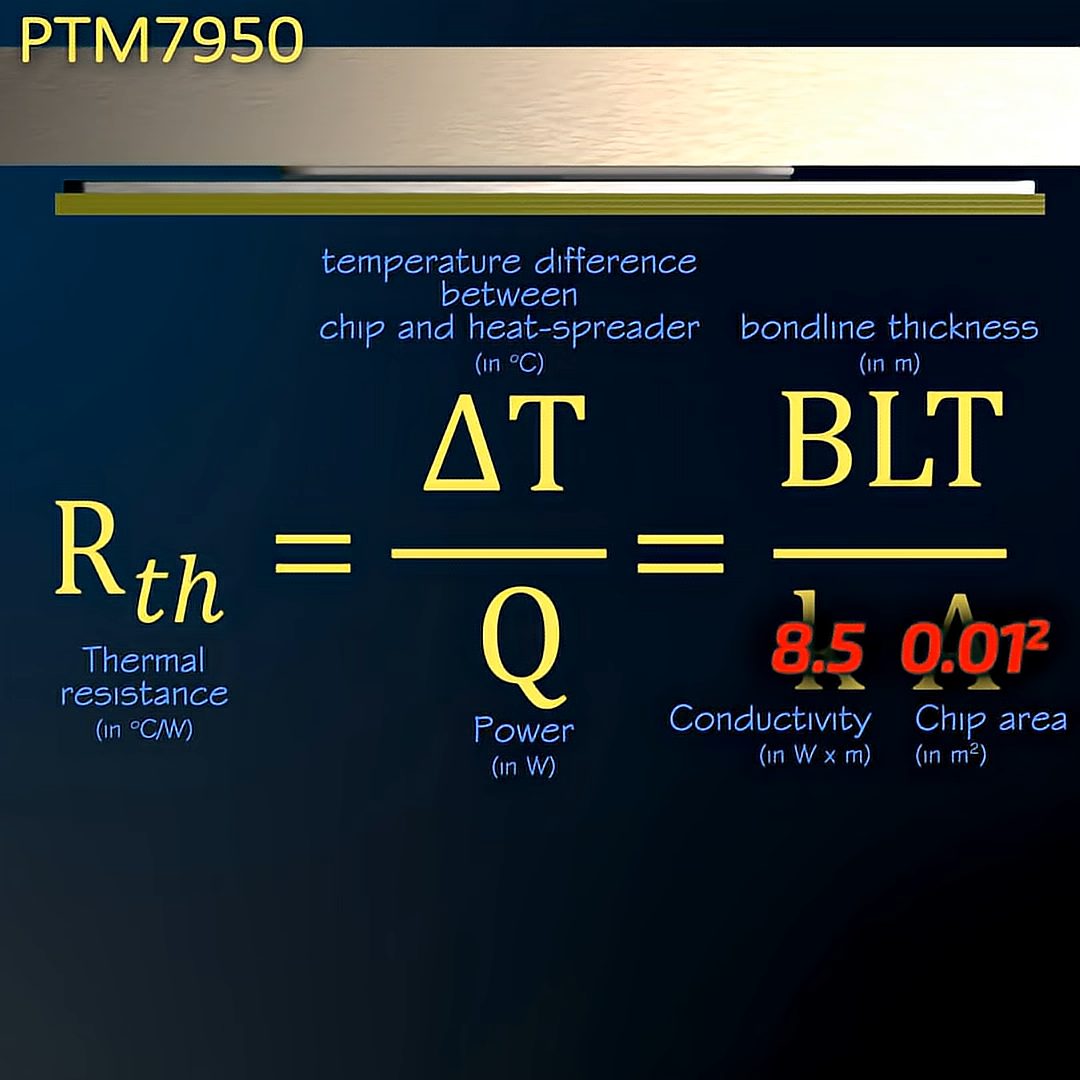 PTM7950
temperature difference
between
chip and heat-spreader
(in °C)
bondline thickness
(in m)
ΔT
BLT
R_th
=
=
Q
k A
8.5 0.01²
Thermal
resistance
(in °C/W)
Power
(in W)
Conductivity
(in W x m)
Chip area
(in m²)